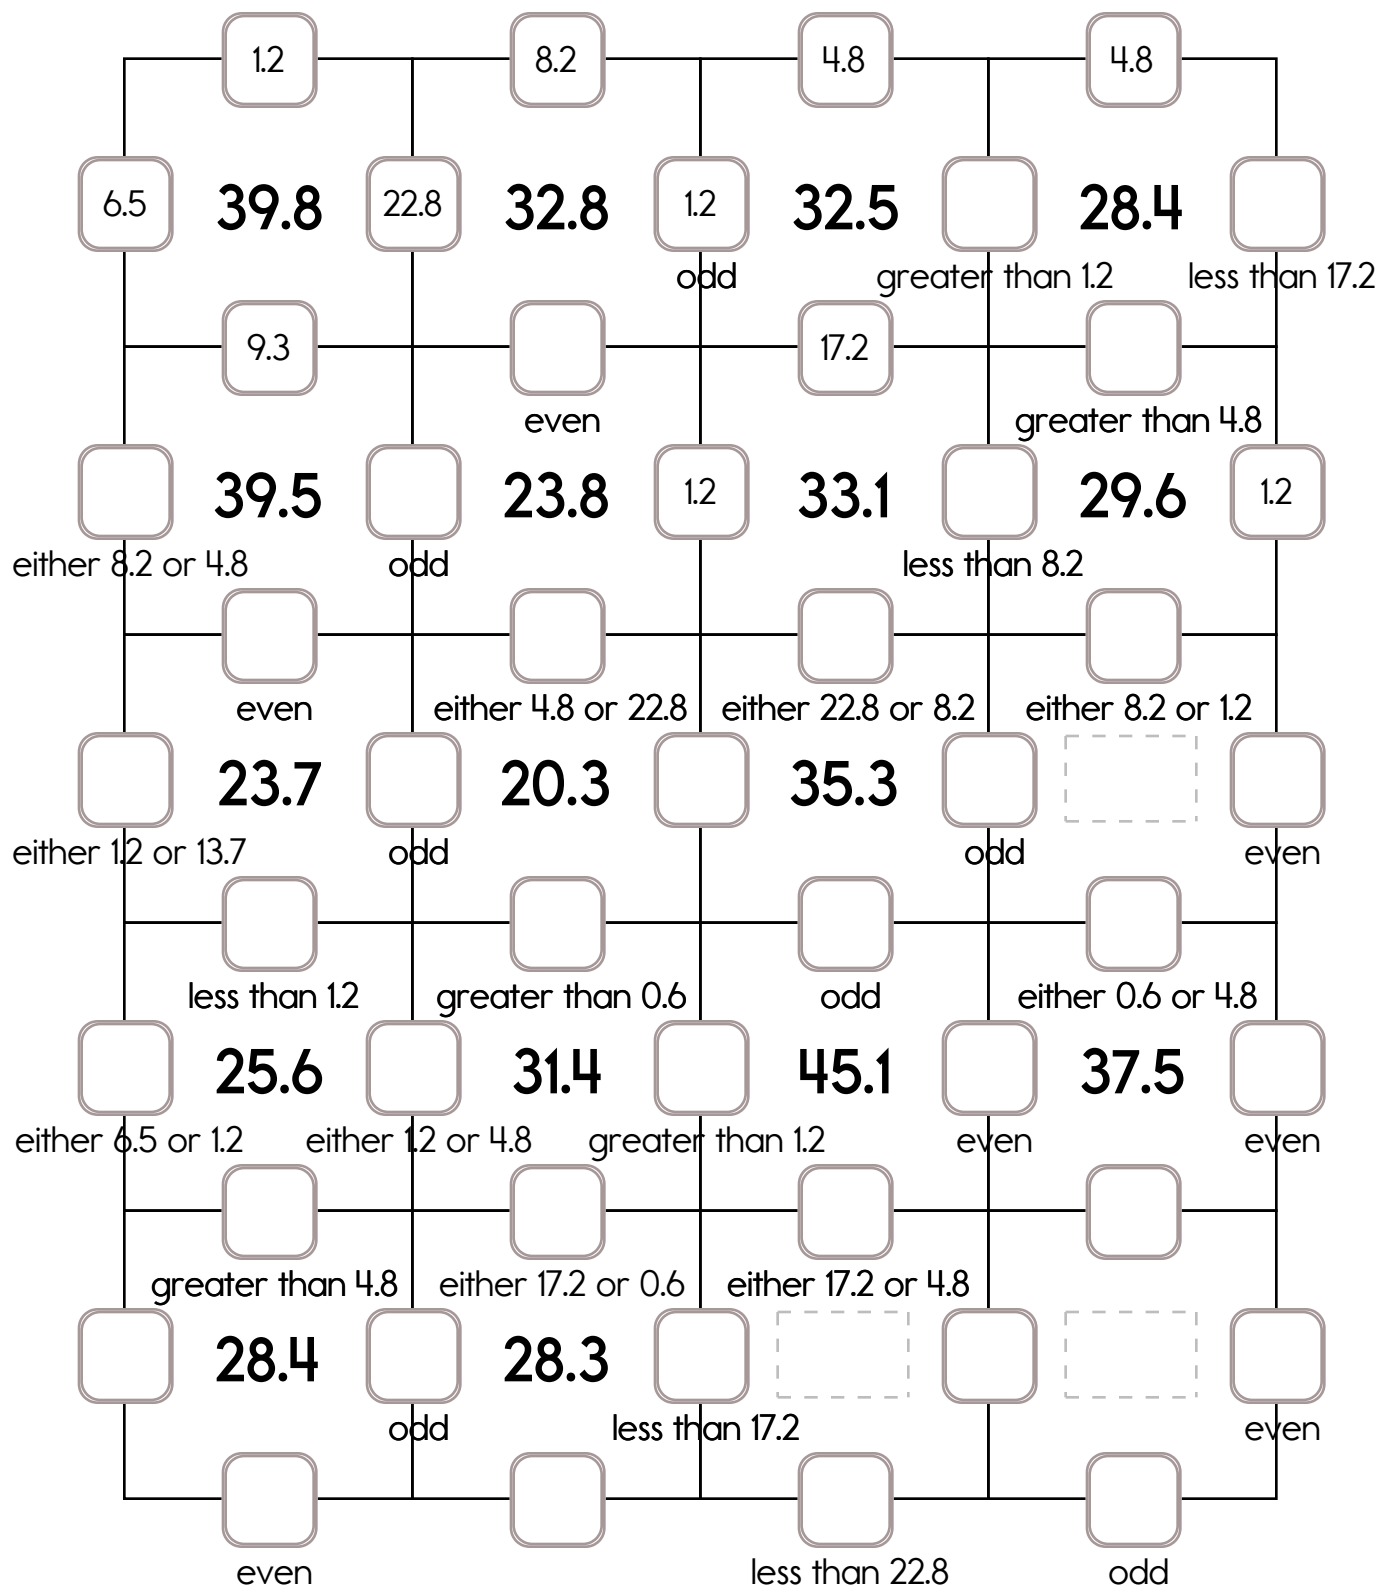 1.2 8.2 4.8 4.8
6.5 39.8 22.8 32.8 1.2 32.5 28.4
odd greater than 1.2 less than 17.2
9.3 17.2
even greater than 4.8
39.5 23.8 1.2 33.1 29.6 1.2
either 8.2 or 4.8 odd less than 8.2
even either 4.8 or 22.8 either 22.8 or 8.2 either 8.2 or 1.2
23.7 20.3 35.3
either 1.2 or 13.7 odd odd even
less than 1.2 greater than 0.6 odd either 0.6 or 4.8
25.6 31.4 45.1 37.5
either 6.5 or 1.2 either 1.2 or 4.8 greater than 1.2 even even
greater than 4.8 either 17.2 or 0.6 either 17.2 or 4.8
28.4 28.3
odd less than 17.2 even
even less than 22.8 odd